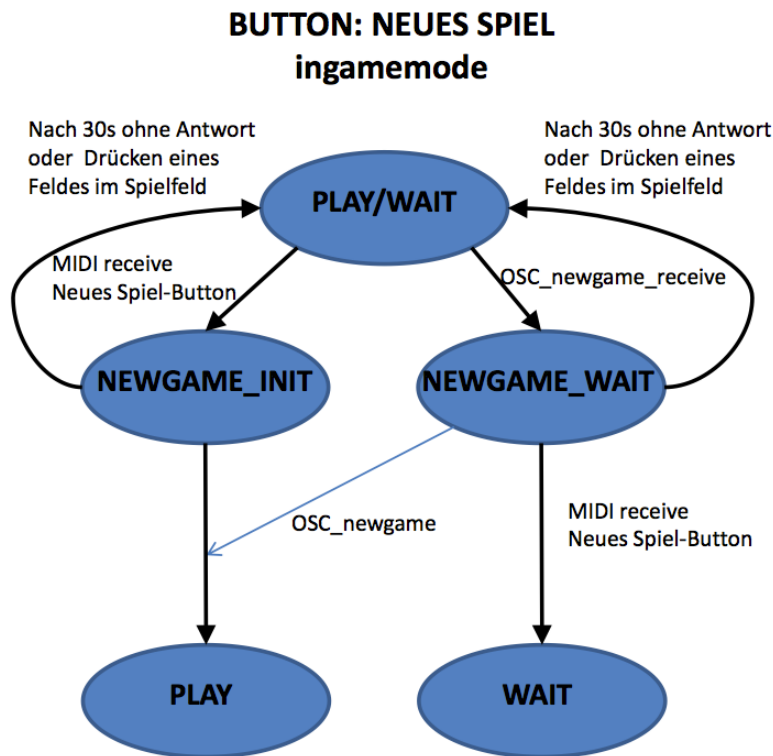 BUTTON: NEUES SPIEL
ingamemode
Nach 30s ohne Antwort
oder Drücken eines
Feldes im Spielfeld
Nach 30s ohne Antwort
oder Drücken eines
Feldes im Spielfeld
PLAY/WAIT
MIDI receive
Neues Spiel-Button
OSC_newgame_receive
NEWGAME_INIT
NEWGAME_WAIT
OSC_newgame
MIDI receive
Neues Spiel-Button
PLAY
WAIT